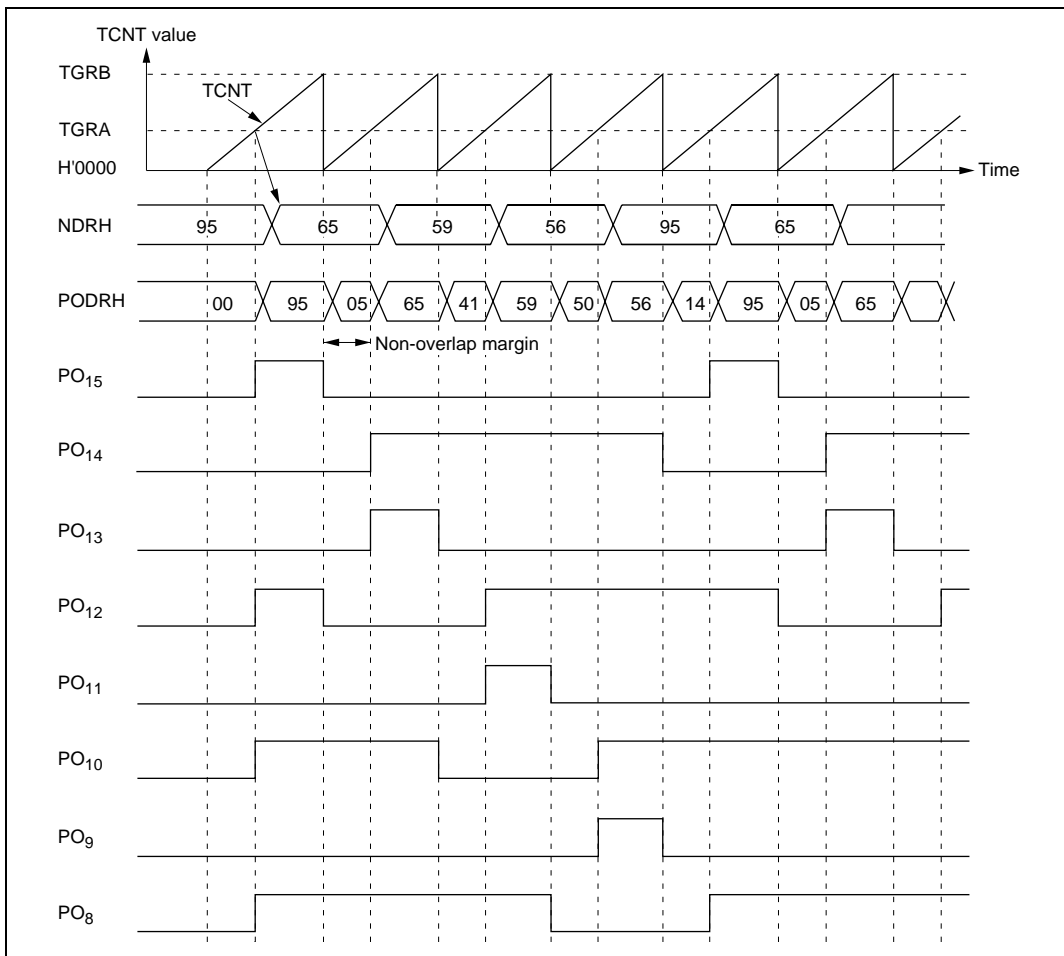 TCNT value
TGRB
TCNT
TGRA
H'0000
Time
NDRH 95 65 59 56 95 65
PODRH 00 95 05 65 41 59 50 56 14 95 05 65
Non-overlap margin
PO15
PO14
PO13
PO12
PO11
PO10
PO9
PO8